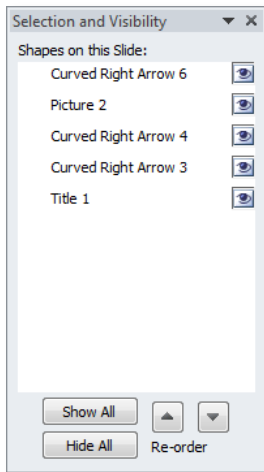 Selection and Visibility
Shapes on this Slide:
Curved Right Arrow 6
Picture 2
Curved Right Arrow 4
Curved Right Arrow 3
Title 1
Show All
Hide All
Re-order